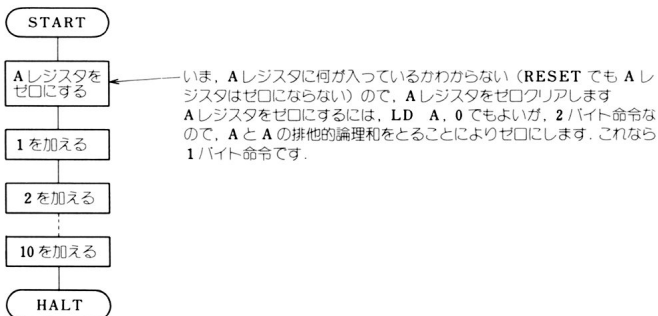 START
Aレジスタを
ゼロにする
いま，Aレジスタに何が入っているかわからない（RESETでもAレ
ジスタはゼロにならない）ので，Aレジスタをゼロクリアします
Aレジスタをゼロにするには，LD A, 0でもよいが，2バイト命令な
ので，AとAの排他的論理和をとることによりゼロにします．これなら
1バイト命令です．
1を加える
2を加える
10を加える
HALT